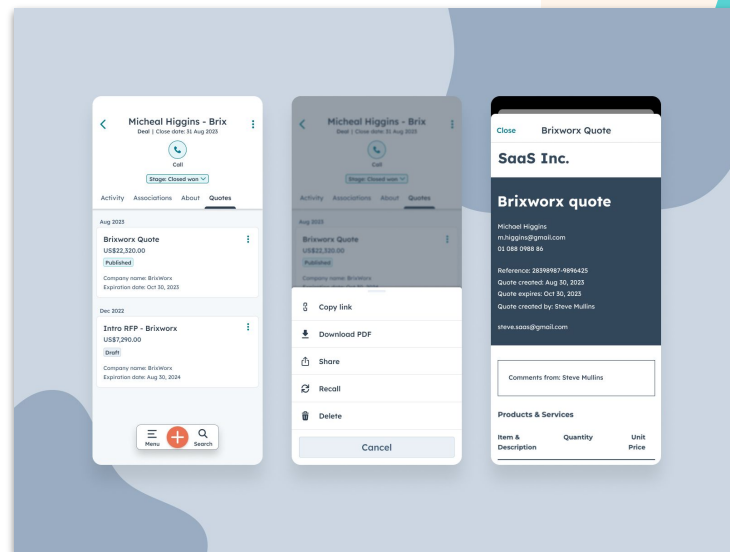 Micheal Higgins - Brix
Deal | Close date: 31 Aug 2023
Call
Stage: Closed won
Activity Associations About Quotes
Aug 2023
Brixworx Quote
US$22,320.00
Published
Company name: BrixWorx
Expiration date: Oct 30, 2023
Dec 2022
Intro RFP - Brixworx
US$7,290.00
Draft
Company name: BrixWorx
Expiration date: Aug 30, 2024
Menu
Search
Micheal Higgins - Brix
Deal | Close date: 31 Aug 2023
Call
Stage: Closed won
Activity Associations About Quotes
Aug 2023
Brixworx Quote
US$22,320.00
Published
Company name: BrixWorx
Copy link
Download PDF
Share
Recall
Delete
Cancel
Close Brixworx Quote
SaaS Inc.
Brixworx quote
Michael Higgins
m.higgins@gmail.com
01 088 0988 86
Reference: 28398987-9896425
Quote created: Aug 30, 2023
Quote expires: Oct 30, 2023
Quote created by: Steve Mullins
steve.saas@gmail.com
Comments from: Steve Mullins
Products & Services
Item & Quantity Unit
Description Price